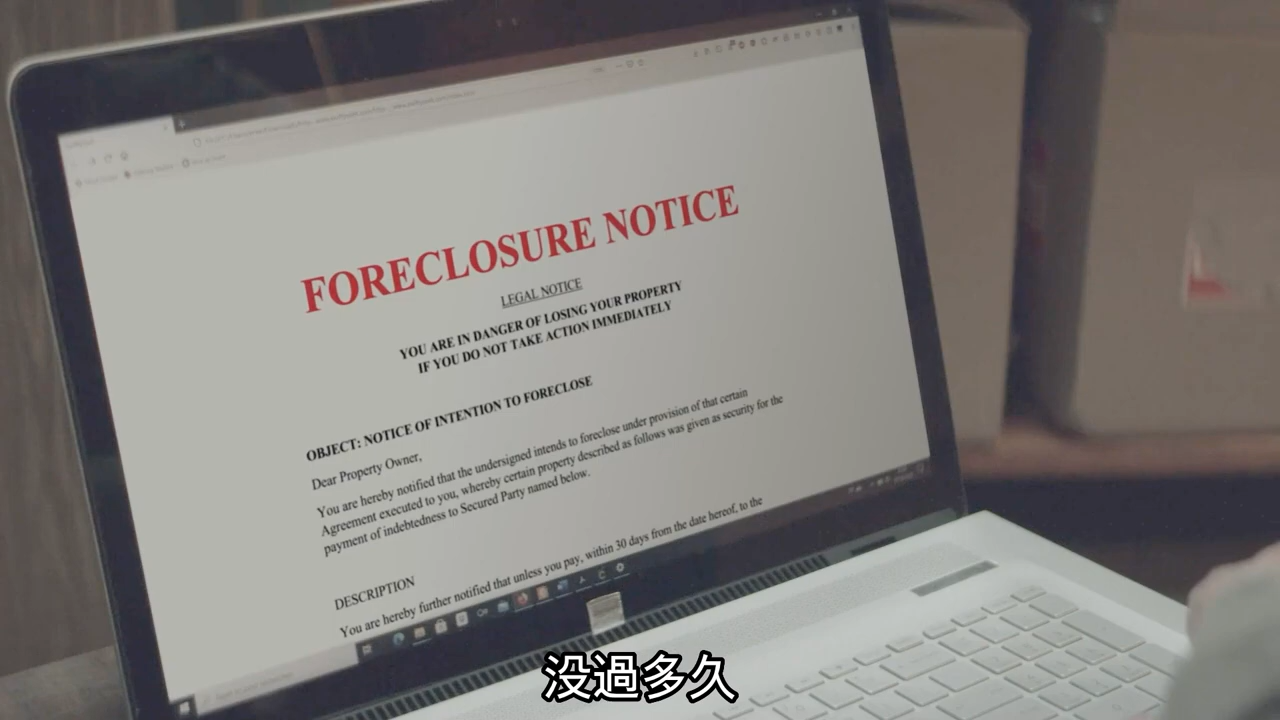 FORECLOSURE NOTICE
LEGAL NOTICE
YOU ARE IN DANGER OF LOSING YOUR PROPERTY
IF YOU DO NOT TAKE ACTION IMMEDIATELY
OBJECT: NOTICE OF INTENTION TO FORECLOSE
Dear Property Owner,
You are hereby notified that the undersigned intends to foreclose under provision of that certain
Agreement executed to you, whereby certain property described as follows was given as security for the
payment of indebtedness to Secured Party named below.
DESCRIPTION
You are hereby further notified that unless you pay, within 30 days from the date hereof, to the
没過多久